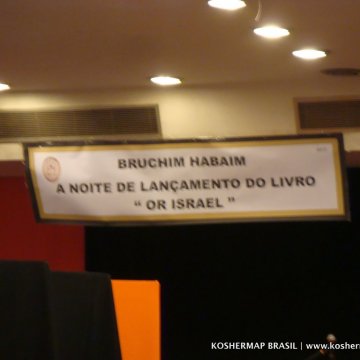 BRUCHIM HABAIM
A NOITE DE LANÇAMENTO DO LIVRO
“ OR ISRAEL ”
KOSHERMAP BRASIL | www.kosher